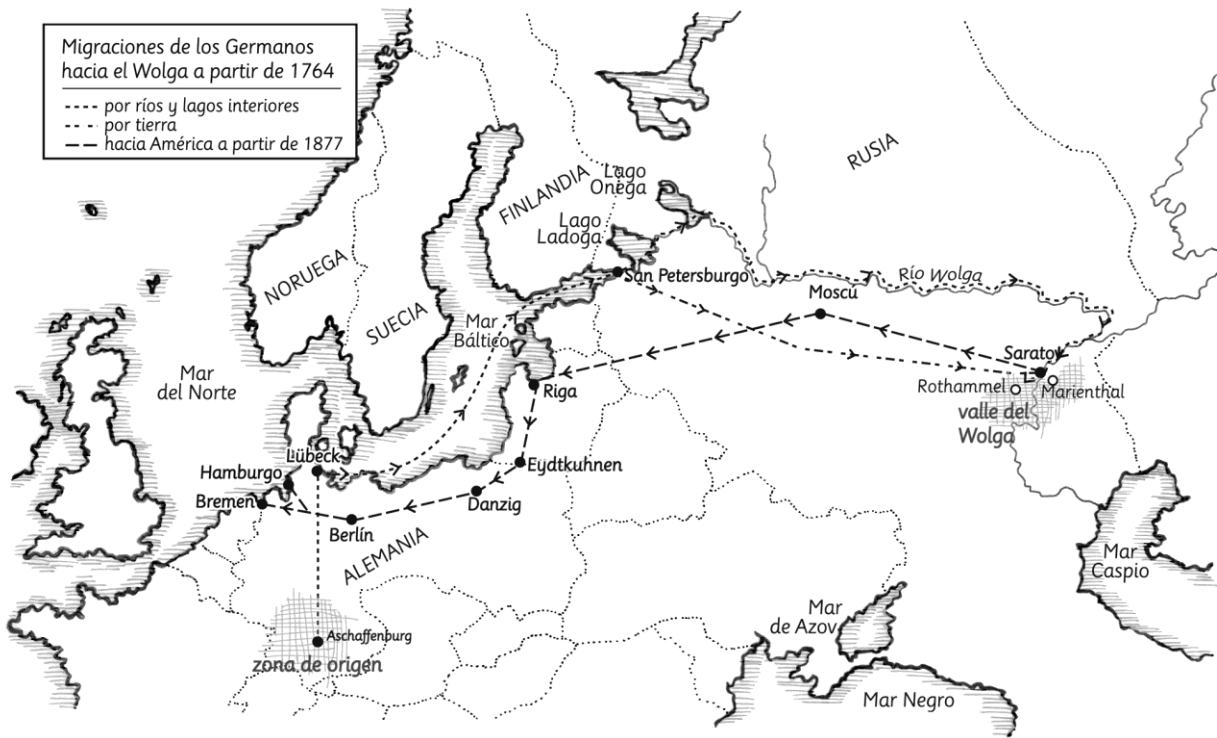 Migraciones de los Germanos
hacia el Wolga a partir de 1764
por ríos y lagos interiores
por tierra
hacia América a partir de 1877
RUSIA
Lago
Onega
FINLANDIA
Lago
Ladoga
San Petersburgo
Río Wolga
NORUEGA
Moscú
SUECIA
Mar
Báltico
Saratov
Mar
del Norte
Riga
Rothammel
Marienthal
valle del
Wolga
Lübeck
Eydtkuhnen
Hamburgo
Bremen
Danzig
Berlín
ALEMANIA
Mar
Caspio
Mar
de Azov
Aschaffenburg
zona de origen
Mar Negro